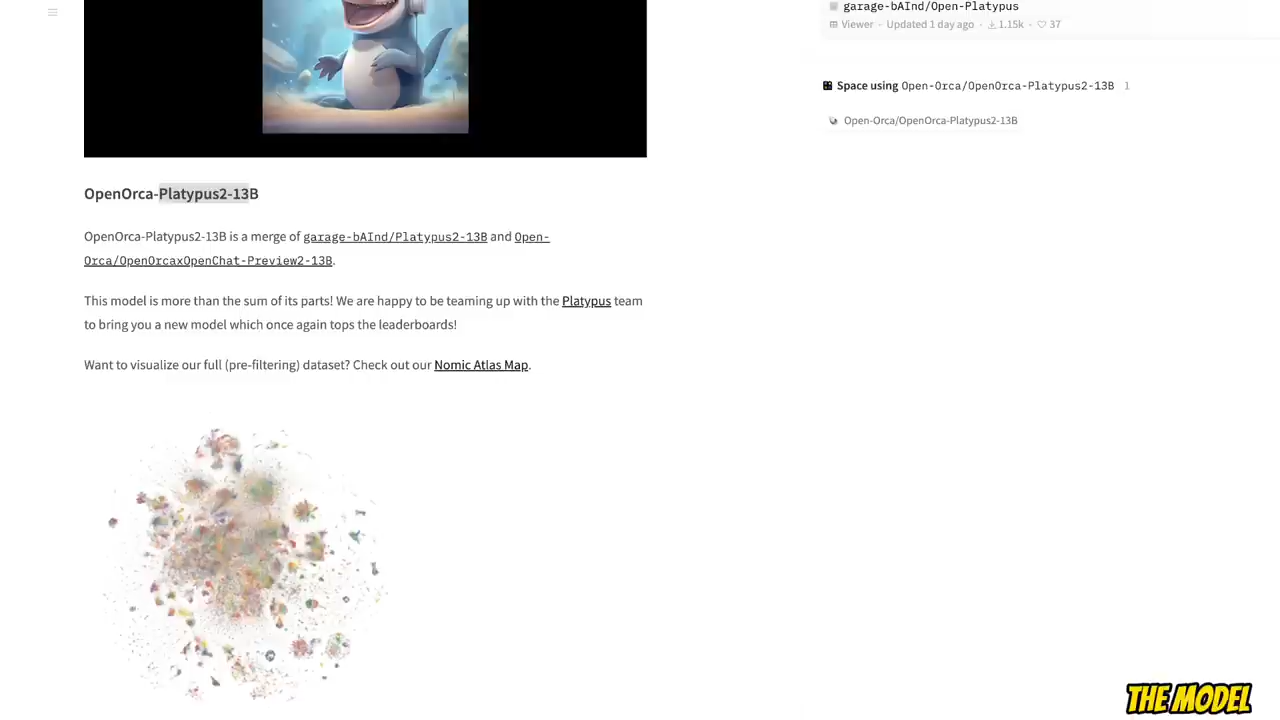 garage-bAInd/Open-Platypus
Viewer · Updated 1 day ago · 1.15k · 37
Space using Open-Orca/OpenOrca-Platypus2-13B 1
Open-Orca/OpenOrca-Platypus2-13B
OpenOrca-Platypus2-13B
OpenOrca-Platypus2-13B is a merge of garage-bAInd/Platypus2-13B and Open-
Orca/OpenOrcaxOpenChat-Preview2-13B.
This model is more than the sum of its parts! We are happy to be teaming up with the Platypus team
to bring you a new model which once again tops the leaderboards!
Want to visualize our full (pre-filtering) dataset? Check out our Nomic Atlas Map.
THE MODEL